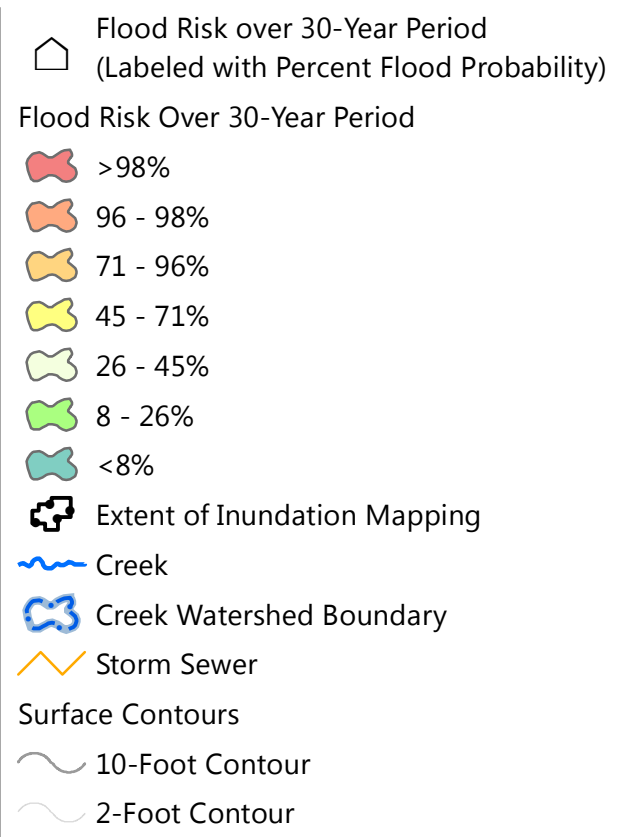 Flood Risk over 30-Year Period
(Labeled with Percent Flood Probability)
Flood Risk Over 30-Year Period
>98%
96 - 98%
71 - 96%
45 - 71%
26 - 45%
8 - 26%
<8%
Extent of Inundation Mapping
Creek
Creek Watershed Boundary
Storm Sewer
Surface Contours
10-Foot Contour
2-Foot Contour